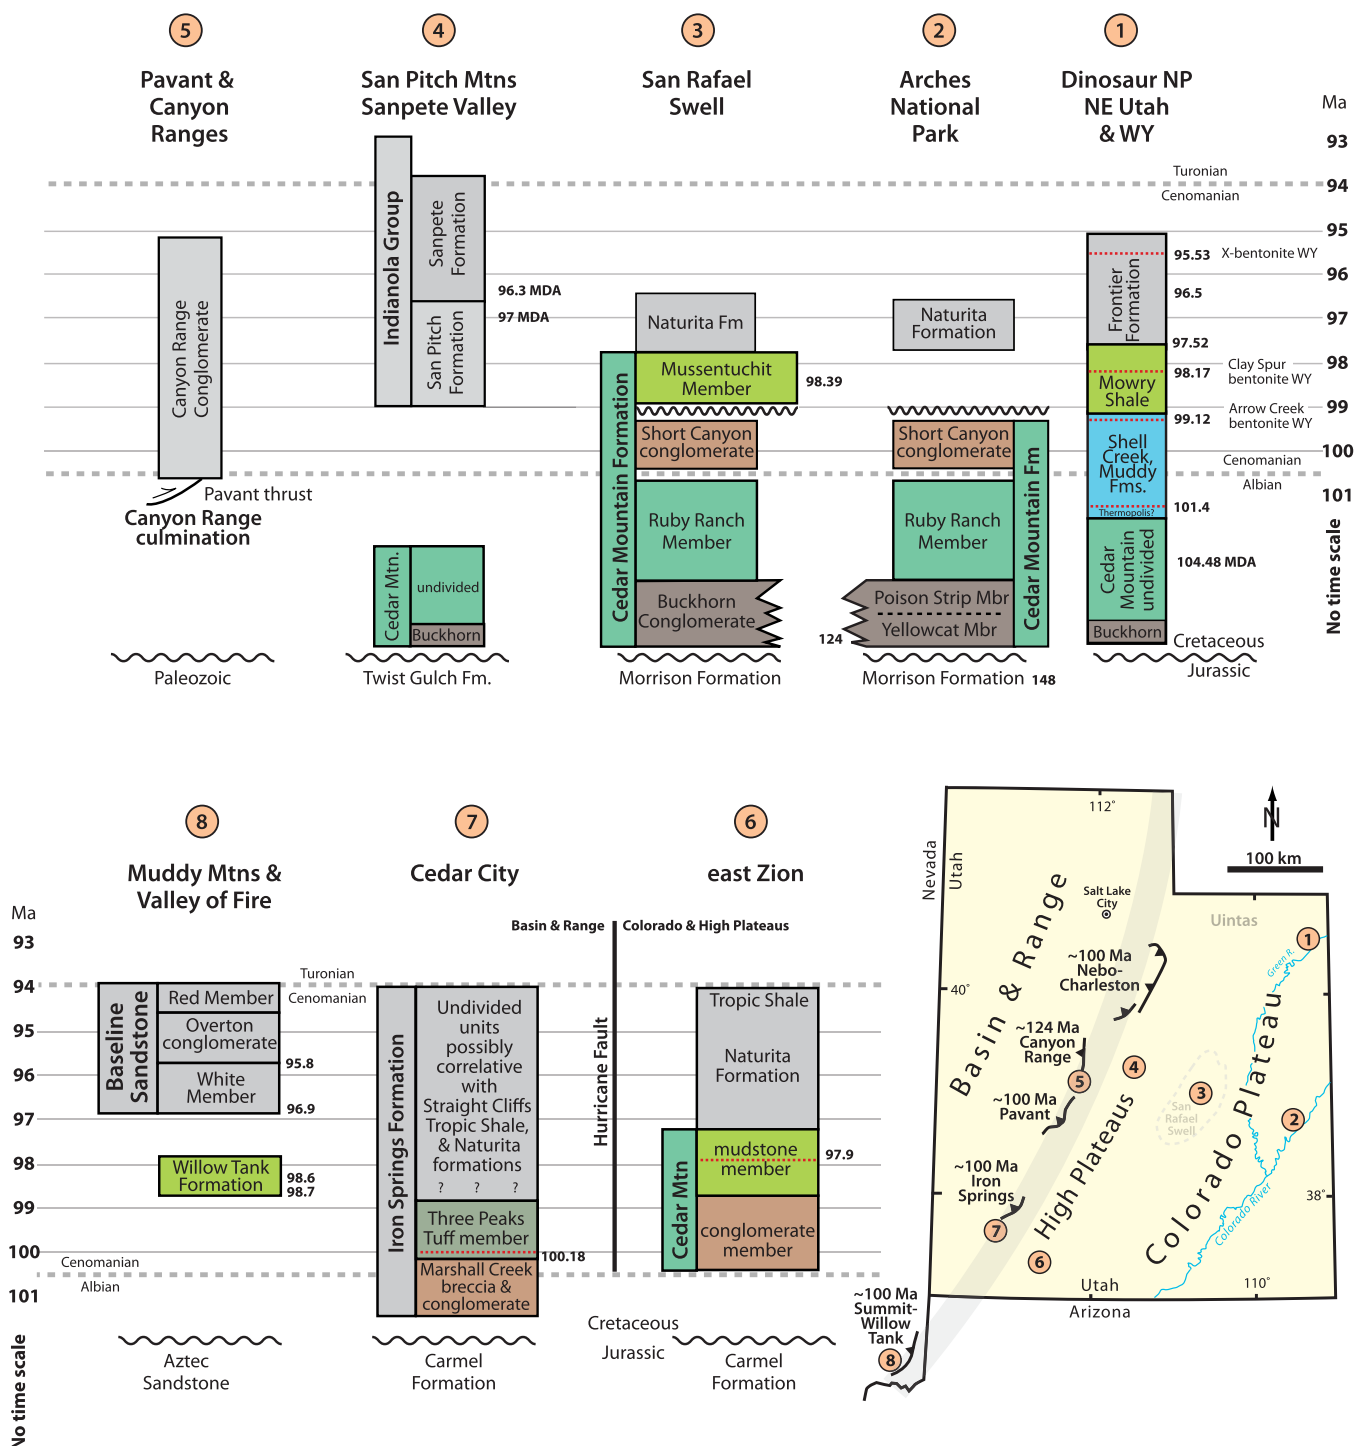 5
Pavant &
Canyon
Ranges
4
San Pitch Mtns
Sanpete Valley
3
San Rafael
Swell
2
Arches
National
Park
1
Dinosaur NP
NE Utah
& WY
Ma
93
94
95
96
97
98
99
100
101
No time scale
Turonian
Cenomanian
Cenomanian
Albian
Canyon Range
Conglomerate
Pavant thrust
Canyon Range
culmination
Paleozoic
Indianola Group
Sanpete
Formation
San Pitch
Formation
96.3 MDA
97 MDA
Cedar Mtn.
undivided
Buckhorn
Twist Gulch Fm.
Naturita Fm
Cedar Mountain Formation
Mussentuchit
Member
98.39
Short Canyon
conglomerate
Ruby Ranch
Member
Buckhorn
Conglomerate
Morrison Formation
Naturita
Formation
Short Canyon
conglomerate
Cedar Mountain Fm
Ruby Ranch
Member
Poison Strip Mbr
Yellowcat Mbr
124
Morrison Formation 148
Frontier
Formation
95.53
X-bentonite WY
96.5
97.52
Mowry
Shale
98.17
Clay Spur
bentonite WY
99.12
Arrow Creek
bentonite WY
Shell
Creek,
Muddy
Fms.
Thermopolis?
101.4
Cedar
Mountain
undivided
104.48 MDA
Buckhorn
Cretaceous
Jurassic
8
Muddy Mtns &
Valley of Fire
7
Cedar City
6
east Zion
Ma
93
94
95
96
97
98
99
100
101
No time scale
Turonian
Cenomanian
Cenomanian
Albian
Baseline
Sandstone
Red Member
Overton
conglomerate
95.8
White
Member
96.9
Willow Tank
Formation
98.6
98.7
Aztec
Sandstone
Basin & Range
Colorado & High Plateaus
Hurricane Fault
Iron Springs Formation
Undivided
units
possibly
correlative
with
Straight Cliffs
Tropic Shale,
& Naturita
formations
? ? ?
Three Peaks
Tuff member
100.18
Marshall Creek
breccia &
conglomerate
Carmel
Formation
Cretaceous
Jurassic
Tropic Shale
Naturita
Formation
Cedar Mtn
mudstone
member
97.9
conglomerate
member
Carmel
Formation
112°
N
100 km
Nevada
Utah
Basin & Range
Salt Lake
City
Uintas
1
Green R.
~100 Ma
Nebo-
Charleston
40°
~124 Ma
Canyon
Range
5
4
3
San
Rafael
Swell
2
~100 Ma
Pavant
High Plateaus
Colorado Plateau
~100 Ma
Iron
Springs
7
6
38°
Colorado River
Utah
Arizona
110°
~100 Ma
Summit-
Willow
Tank
8